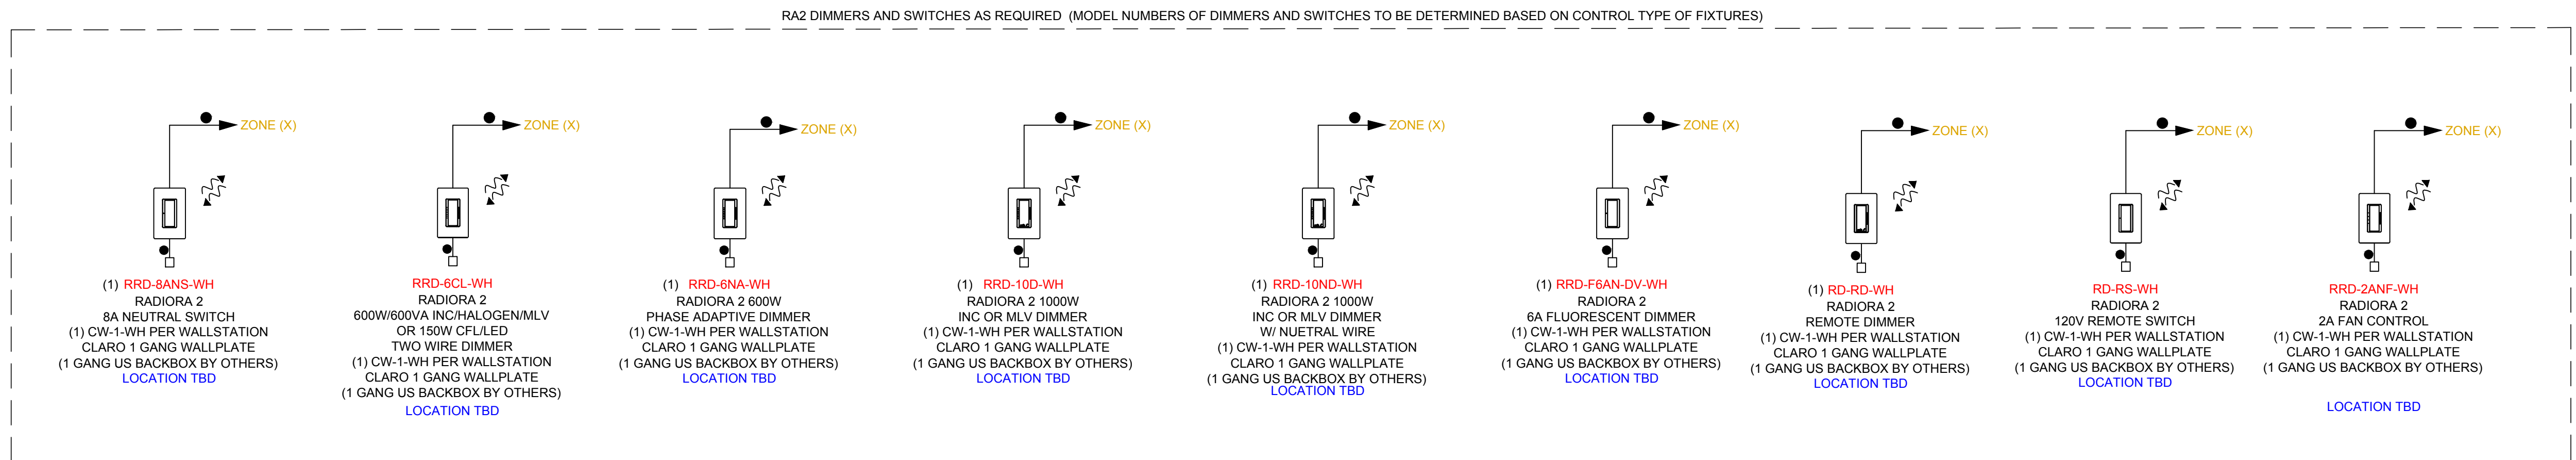 RA2 DIMMERS AND SWITCHES AS REQUIRED (MODEL NUMBERS OF DIMMERS AND SWITCHES TO BE DETERMINED BASED ON CONTROL TYPE OF FIXTURES)
ZONE (X)
(1) RRD-8ANS-WH
RADIORA 2
8A NEUTRAL SWITCH
(1) CW-1-WH PER WALLSTATION
CLARO 1 GANG WALLPLATE
(1 GANG US BACKBOX BY OTHERS)
LOCATION TBD
ZONE (X)
RRD-6CL-WH
RADIORA 2
600W/600VA INC/HALOGEN/MLV
OR 150W CFL/LED
TWO WIRE DIMMER
(1) CW-1-WH PER WALLSTATION
CLARO 1 GANG WALLPLATE
(1 GANG US BACKBOX BY OTHERS)
LOCATION TBD
ZONE (X)
(1) RRD-6NA-WH
RADIORA 2 600W
PHASE ADAPTIVE DIMMER
(1) CW-1-WH PER WALLSTATION
CLARO 1 GANG WALLPLATE
(1 GANG US BACKBOX BY OTHERS)
LOCATION TBD
ZONE (X)
(1) RRD-10D-WH
RADIORA 2 1000W
INC OR MLV DIMMER
(1) CW-1-WH PER WALLSTATION
CLARO 1 GANG WALLPLATE
(1 GANG US BACKBOX BY OTHERS)
LOCATION TBD
ZONE (X)
(1) RRD-10ND-WH
RADIORA 2 1000W
INC OR MLV DIMMER
W/ NUETRAL WIRE
(1) CW-1-WH PER WALLSTATION
CLARO 1 GANG WALLPLATE
(1 GANG US BACKBOX BY OTHERS)
LOCATION TBD
ZONE (X)
(1) RRD-F6AN-DV-WH
RADIORA 2
6A FLUORESCENT DIMMER
(1) CW-1-WH PER WALLSTATION
CLARO 1 GANG WALLPLATE
(1 GANG US BACKBOX BY OTHERS)
LOCATION TBD
ZONE (X)
(1) RD-RD-WH
RADIORA 2
REMOTE DIMMER
(1) CW-1-WH PER WALLSTATION
CLARO 1 GANG WALLPLATE
(1 GANG US BACKBOX BY OTHERS)
LOCATION TBD
ZONE (X)
RD-RS-WH
RADIORA 2
120V REMOTE SWITCH
(1) CW-1-WH PER WALLSTATION
CLARO 1 GANG WALLPLATE
(1 GANG US BACKBOX BY OTHERS)
LOCATION TBD
ZONE (X)
RRD-2ANF-WH
RADIORA 2
2A FAN CONTROL
(1) CW-1-WH PER WALLSTATION
CLARO 1 GANG WALLPLATE
(1 GANG US BACKBOX BY OTHERS)
LOCATION TBD